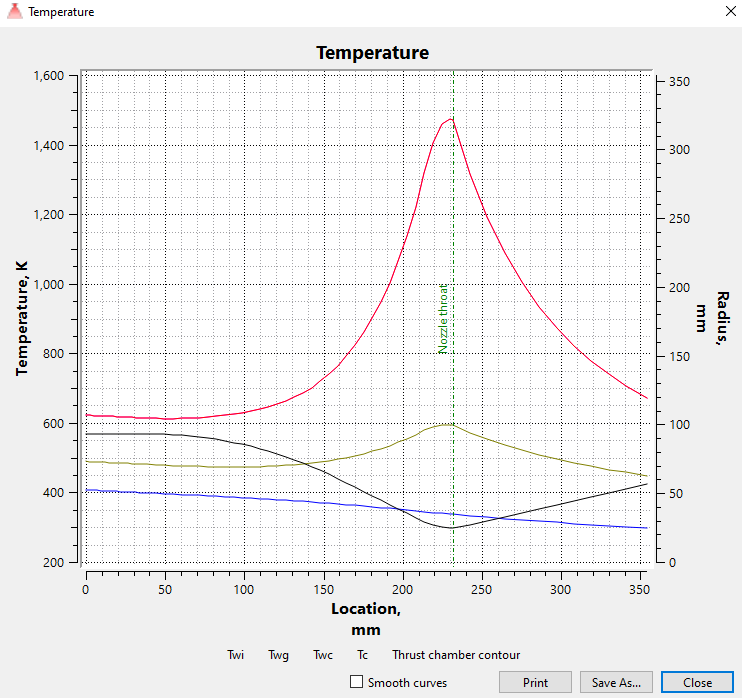 Temperature
Temperature
1,600
1,400
1,200
1,000
800
600
400
200
Temperature, K
350
300
250
200
150
100
50
0
Radius,
mm
Nozzle throat
0 50 100 150 200 250 300 350
Location,
mm
Twi Twg Twc Tc Thrust chamber contour
Smooth curves Print Save As... Close